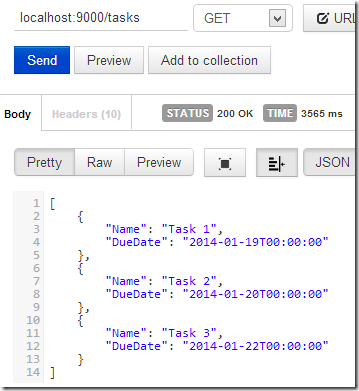 localhost:9000/tasks GET URL
Send Preview Add to collection
Body Headers (10) STATUS 200 OK TIME 3565 ms
Pretty Raw Preview JSON
1 [
2 {
3 "Name": "Task 1",
4 "DueDate": "2014-01-19T00:00:00"
5 },
6 {
7 "Name": "Task 2",
8 "DueDate": "2014-01-20T00:00:00"
9 },
10 {
11 "Name": "Task 3",
12 "DueDate": "2014-01-22T00:00:00"
13 }
14 ]